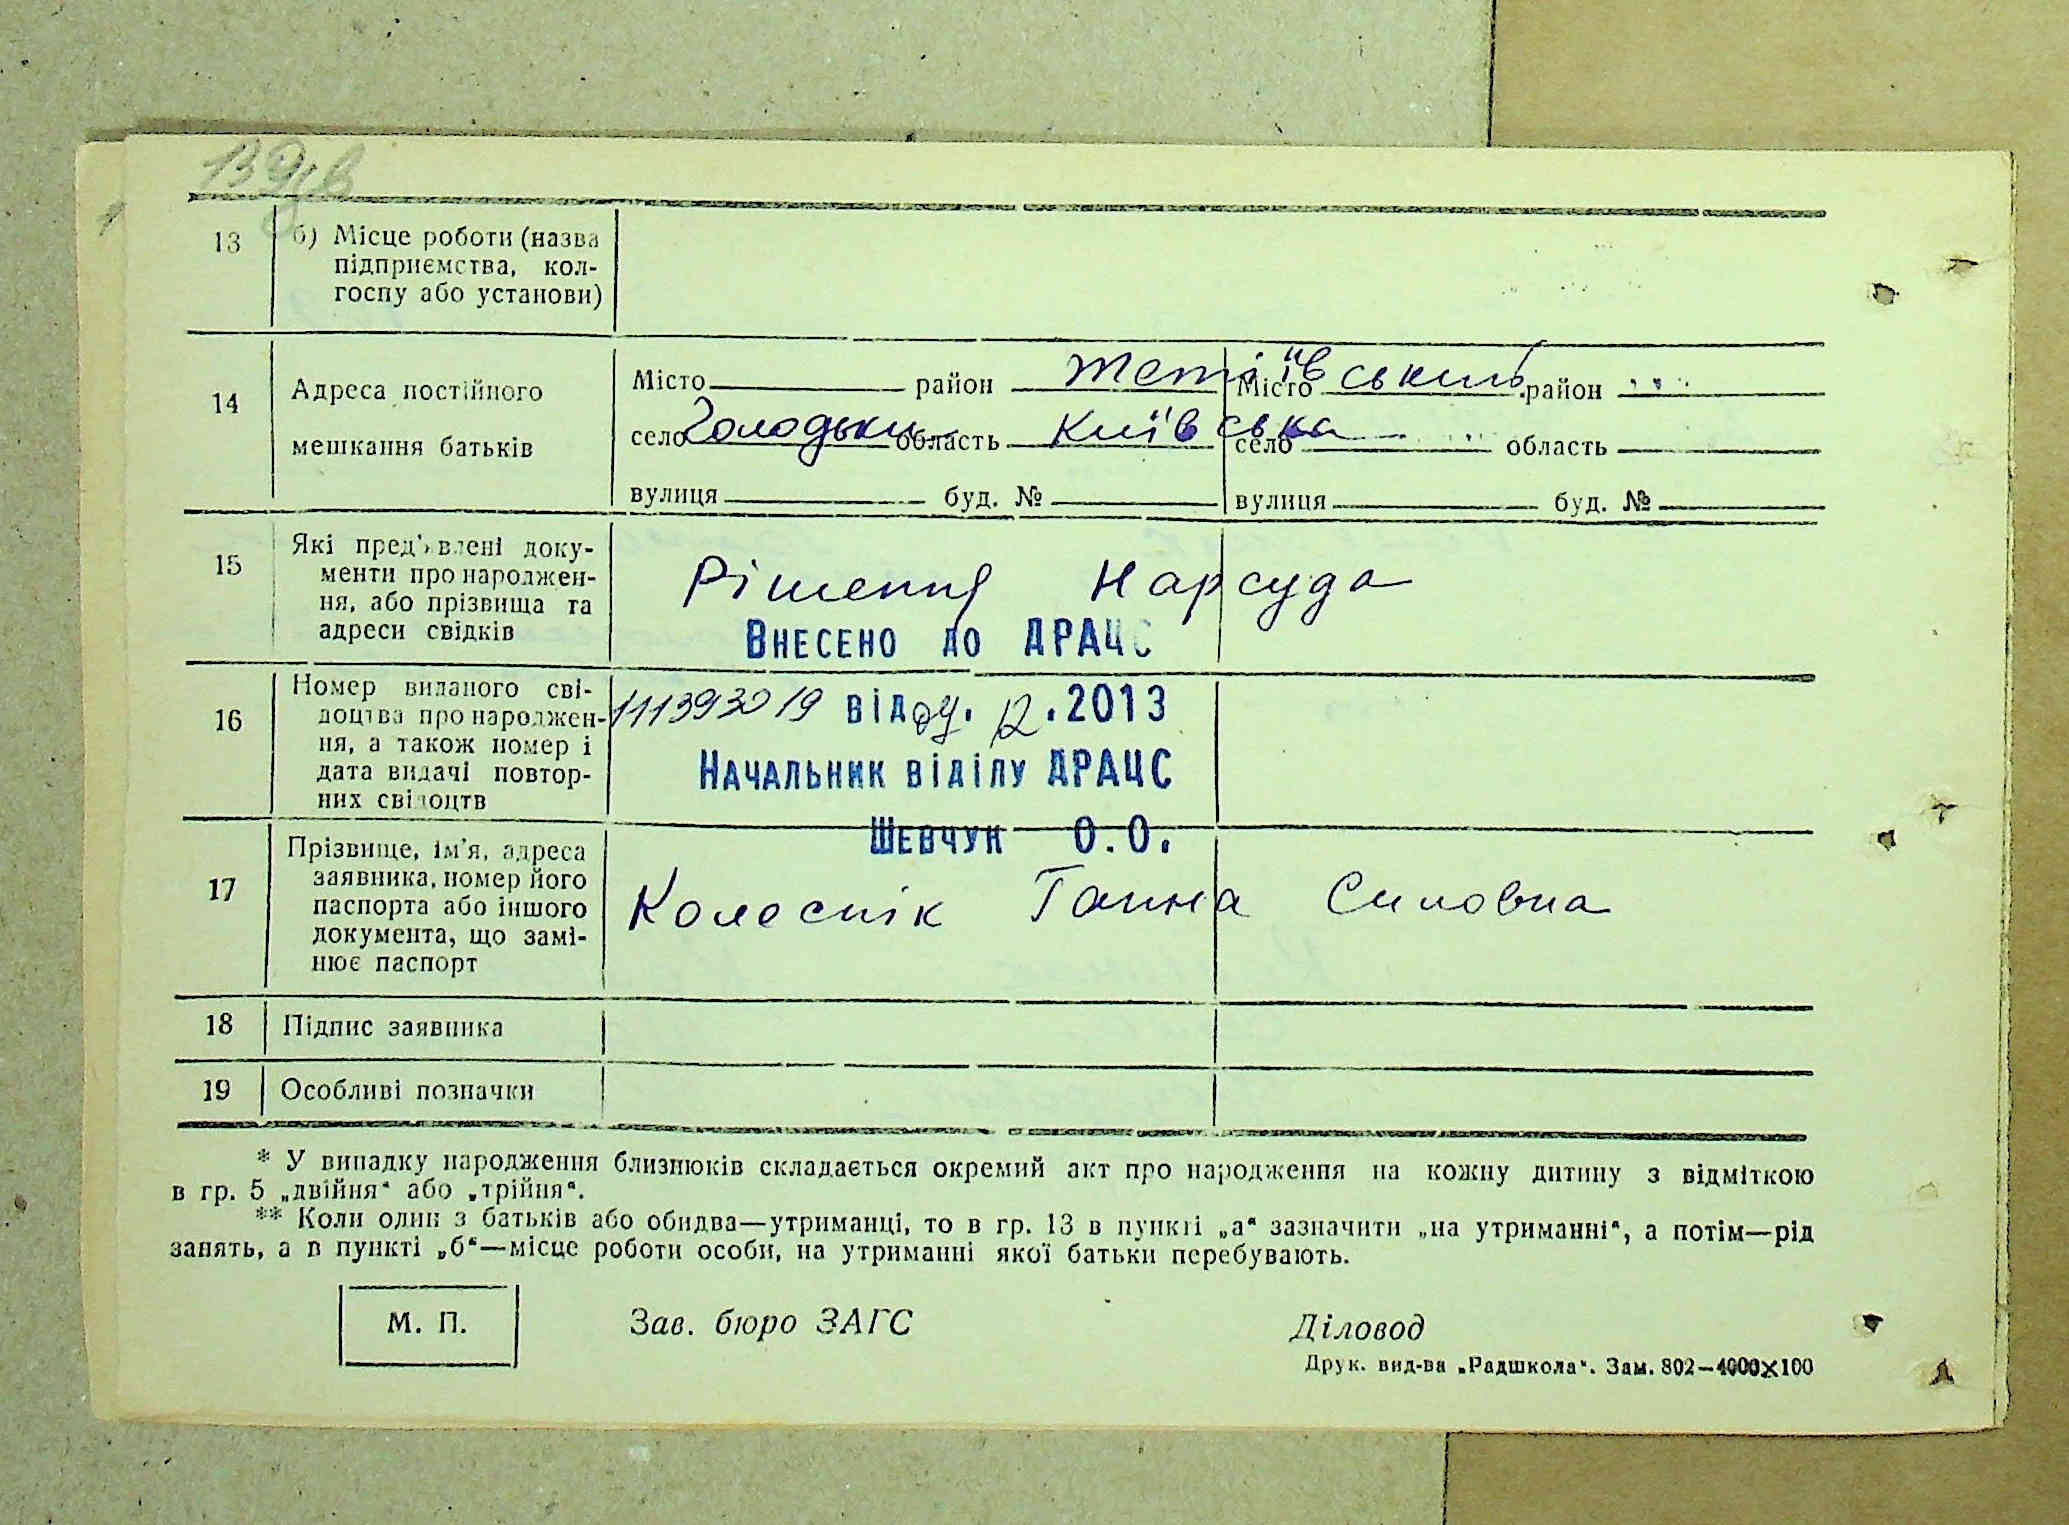 139зв
13 б) Місце роботи (назва
підприємства, кол-
госпу або установи)
14 Адреса постійного
мешкання батьків
Місто район Тетіївський Місто район
село Голодьки область Київська село область
вулиця буд. № вулиця буд. №
15 Які пред'явлені доку-
менти про народжен-
ня, або прізвища та
адреси свідків
Рішення Нарсуда
Внесено до ДРАЦС
16 Номер виданого сві-
доцтва про народжен-
ня, а також номер і
дата видачі повтор-
них свідоцтв
111393019 від 04.12.2013
Начальник віділу ДРАЦС
Шевчук О.О.
17 Прізвище, ім'я, адреса
заявника, номер його
паспорта або іншого
документа, що замі-
нює паспорт
Колеснік Ганна Силовна
18 Підпис заявника
19 Особливі позначки
* У випадку народження близнюків складається окремий акт про народження на кожну дитину з відміткою
в гр. 5 „двійня" або „трійня".
** Коли один з батьків або обидва—утриманці, то в гр. 13 в пункті „а" зазначити „на утриманні", а потім—рід
занять, а в пункті „б"—місце роботи особи, на утриманні якої батьки перебувають.
М. П. Зав. бюро ЗАГС Діловод
Друк. вид-ва „Радшкола". Зам. 802—4000×100